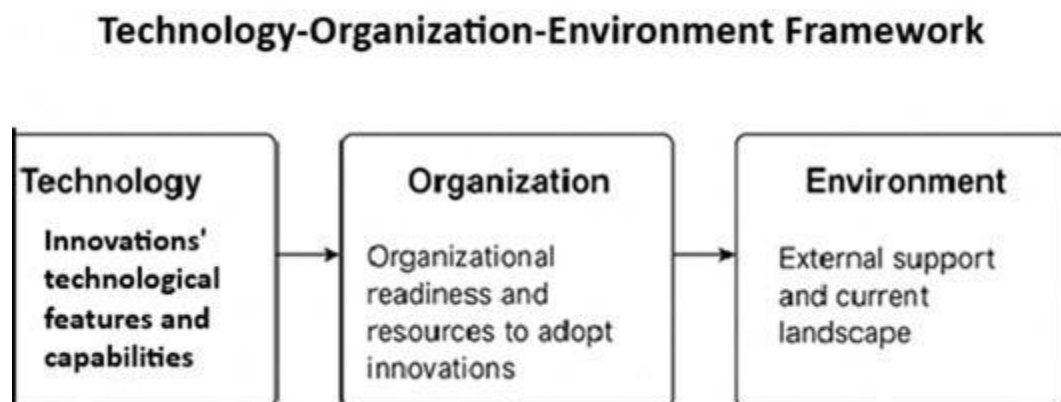 Technology-Organization-Environment Framework
Technology
Innovations'
technological
features and
capabilities
Organization
Organizational
readiness and
resources to adopt
innovations
Environment
External support
and current
landscape